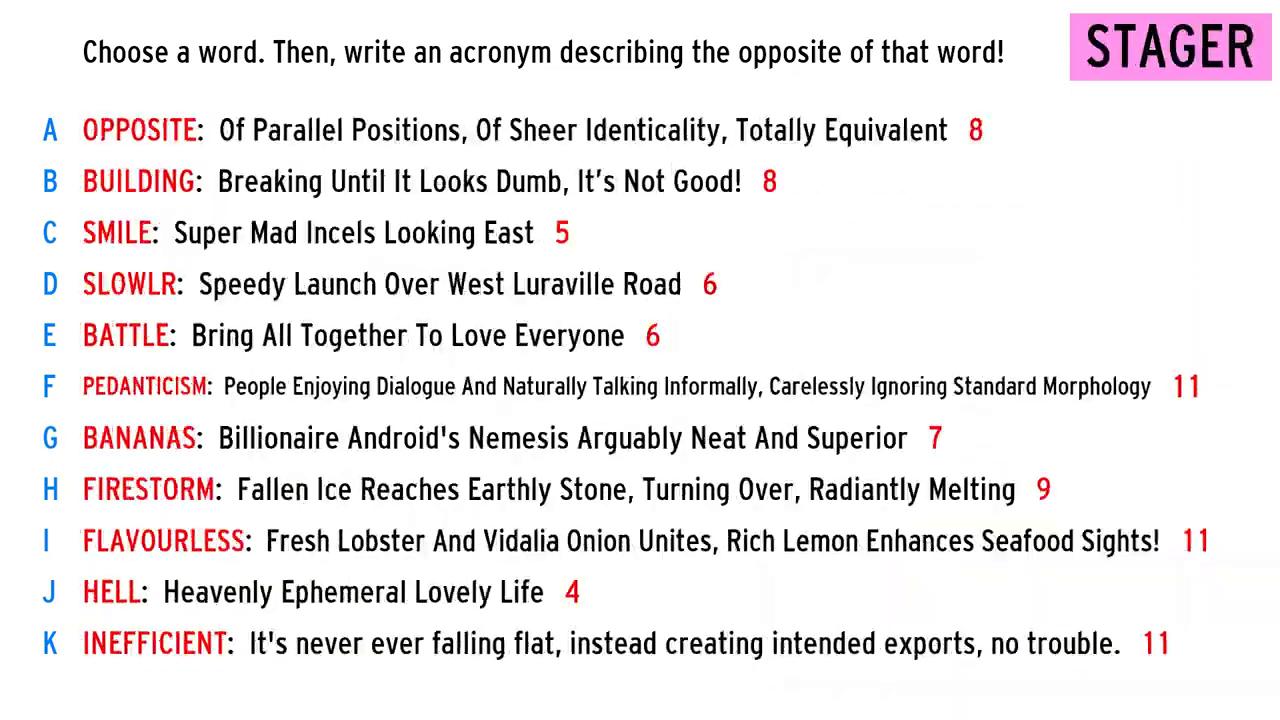 Choose a word. Then, write an acronym describing the opposite of that word!
STAGER
A OPPOSITE: Of Parallel Positions, Of Sheer Identicality, Totally Equivalent 8
B BUILDING: Breaking Until It Looks Dumb, It’s Not Good! 8
C SMILE: Super Mad Incels Looking East 5
D SLOWLR: Speedy Launch Over West Luraville Road 6
E BATTLE: Bring All Together To Love Everyone 6
F PEDANTICISM: People Enjoying Dialogue And Naturally Talking Informally, Carelessly Ignoring Standard Morphology 11
G BANANAS: Billionaire Android's Nemesis Arguably Neat And Superior 7
H FIRESTORM: Fallen Ice Reaches Earthly Stone, Turning Over, Radiantly Melting 9
I FLAVOURLESS: Fresh Lobster And Vidalia Onion Unites, Rich Lemon Enhances Seafood Sights! 11
J HELL: Heavenly Ephemeral Lovely Life 4
K INEFFICIENT: It's never ever falling flat, instead creating intended exports, no trouble. 11